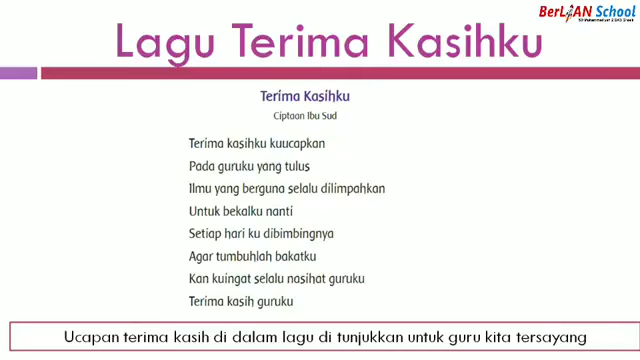 BerLIAN School
Lagu Terima Kasihku
Terima Kasihku
Ciptaan Ibu Sud
Terima kasihku kuucapkan
Pada guruku yang tulus
Ilmu yang berguna selalu dilimpahkan
Untuk bekalku nanti
Setiap hari ku dibimbingnya
Agar tumbuhlah bakatku
Kan kuingat selalu nasihat guruku
Terima kasih guruku
Ucapan terima kasih di dalam lagu di tunjukkan untuk guru kita tersayang